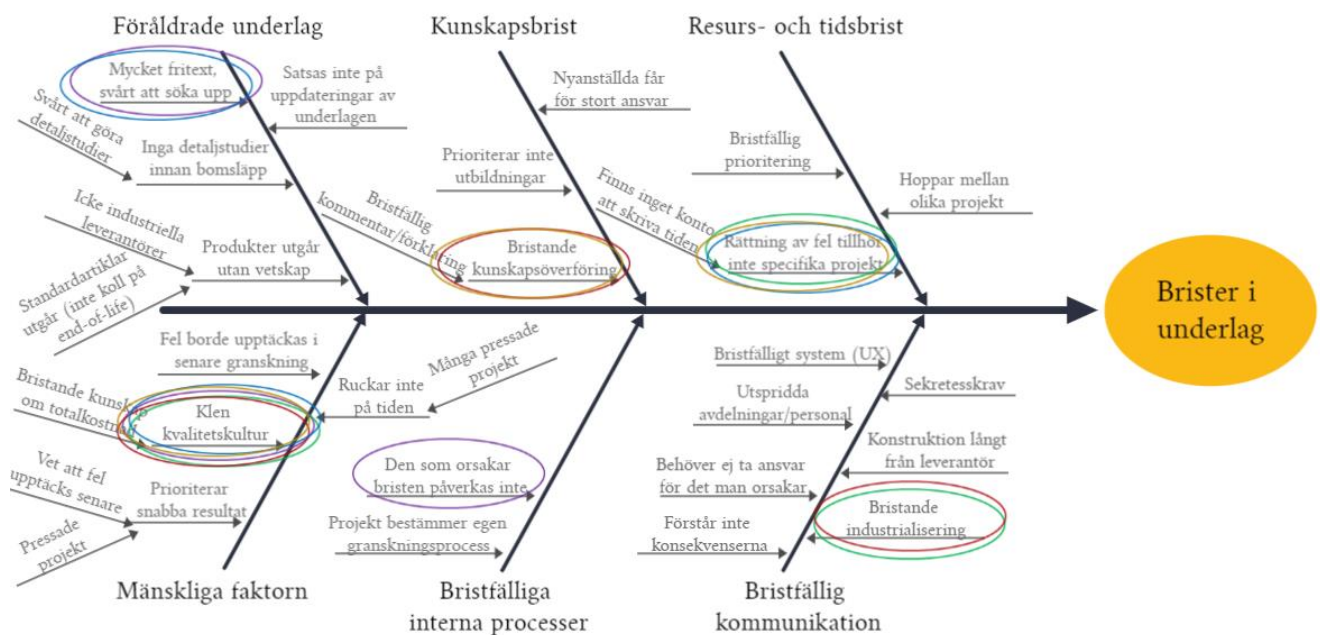 Föråldrade underlag
Kunskapsbrist
Resurs- och tidsbrist
Mycket fritext,
svårt att söka upp
Satsas inte på
uppdateringar av
underlagen
Svårt att göra
detaljstudier
Inga detaljstudier
innan bomsläpp
Icke industriella
leverantörer
Produkter utgår
utan vetskap
Standardartiklar
utgår (inte koll på
end-of-life)
Nyanställda får
för stort ansvar
Prioriterar inte
utbildningar
Bristfällig
kommentar/förklaring
Bristande
kunskapsöverföring
Bristfällig
prioritering
Hoppar mellan
olika projekt
Finns inget konto
att skriva tiden
Rättning av fel tillhör
inte specifika projekt
Brister i
underlag
Fel borde upptäckas i
senare granskning
Bristande kunskap
om totalkostnad
Klen
kvalitetskultur
Ruckar inte
på tiden
Många pressade
projekt
Vet att fel
upptäcks senare
Prioriterar
snabba resultat
Pressade
projekt
Den som orsakar
bristen påverkas inte
Projekt bestämmer egen
granskningsprocess
Bristfälligt system (UX)
Sekretesskrav
Utspridda
avdelningar/personal
Konstruktion långt
från leverantör
Behöver ej ta ansvar
för det man orsakar
Bristande
industrialisering
Förstår inte
konsekvenserna
Mänskliga faktorn
Bristfälliga
interna processer
Bristfällig
kommunikation